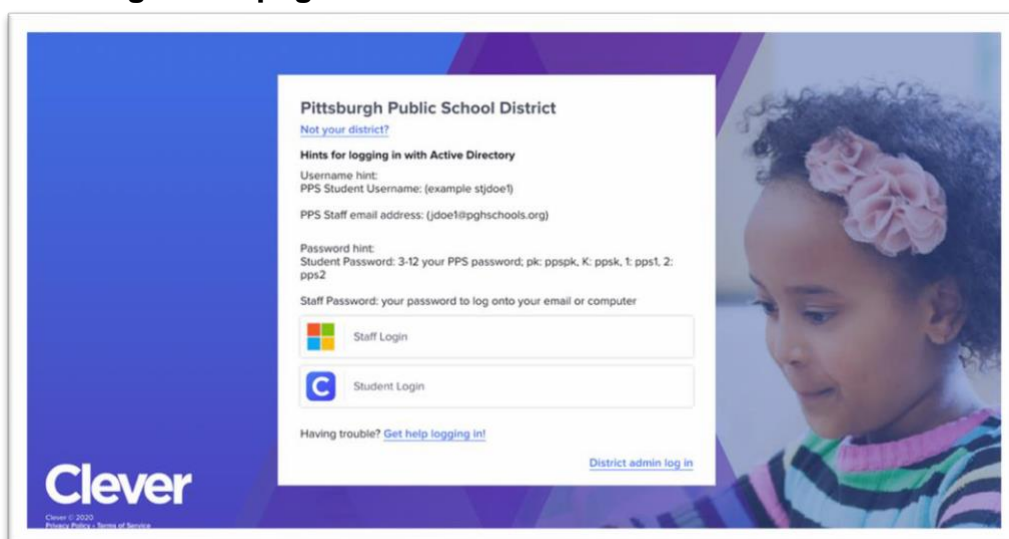 Pittsburgh Public School District
Not your district?
Hints for logging in with Active Directory
Username hint:
PPS Student Username: (example stjdoe1)
PPS Staff email address: (jdoe1@pghschools.org)
Password hint:
Student Password: 3-12 your PPS password; pk: ppspk, K: ppsk, 1: pps1, 2:
pps2
Staff Password: your password to log onto your email or computer
Staff Login
C Student Login
Having trouble? Get help logging in!
District admin log in
Clever
Clever © 2020
Privacy Policy • Terms of Service